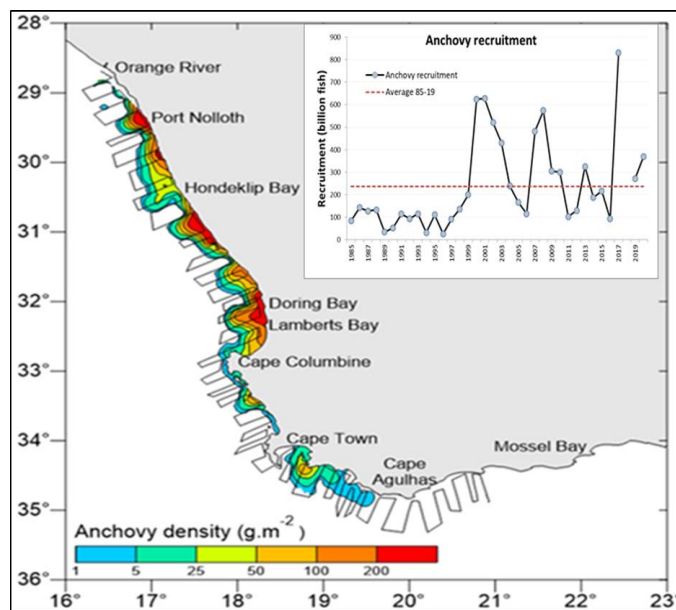 28°
29°
30°
31°
32°
33°
34°
35°
36°
16°
17°
18°
19°
20°
21°
22°
23°
Orange River
Port Nolloth
Hondeklip Bay
Doring Bay
Lamberts Bay
Cape Columbine
Cape Town
Cape
Agulhas
Mossel Bay
Anchovy density (g.m⁻²)
1 5 25 50 100 200
Anchovy recruitment
Recruitment (billion fish)
900
800
700
600
500
400
300
200
100
0
Anchovy recruitment
Average 85-19
1985 1987 1989 1991 1993 1995 1997 1999 2001 2003 2005 2007 2009 2011 2013 2015 2017 2019